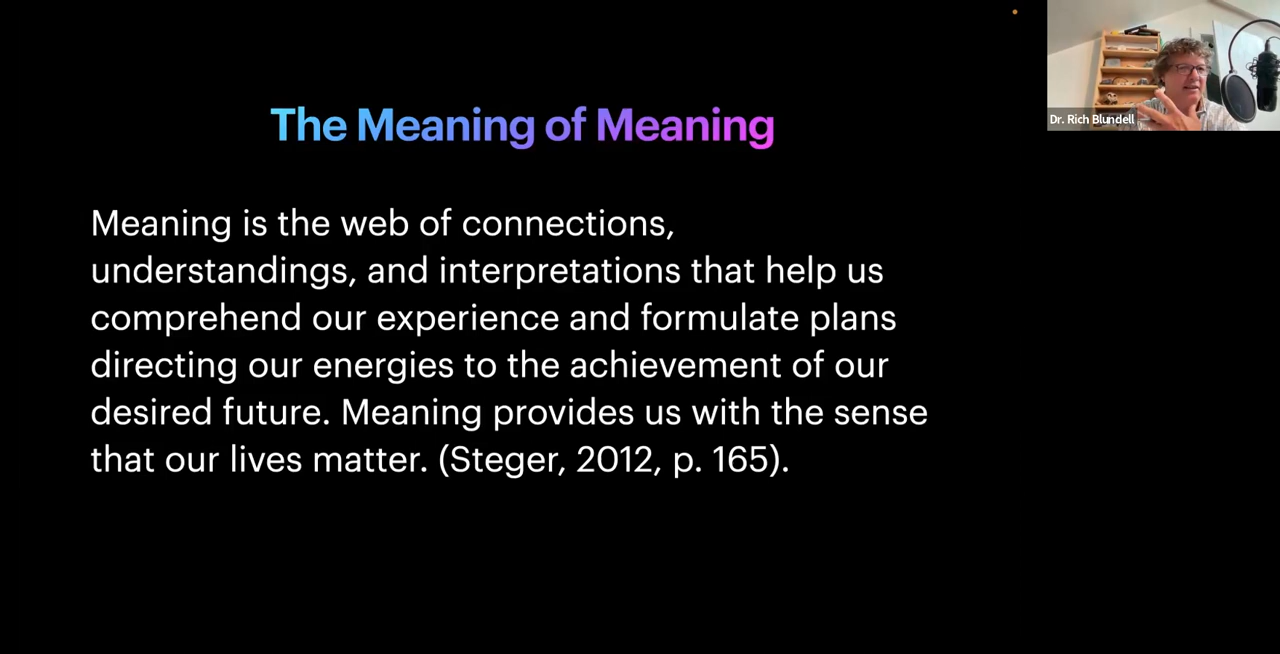 The Meaning of Meaning
Meaning is the web of connections,
understandings, and interpretations that help us
comprehend our experience and formulate plans
directing our energies to the achievement of our
desired future. Meaning provides us with the sense
that our lives matter. (Steger, 2012, p. 165).
Dr. Rich Blundell